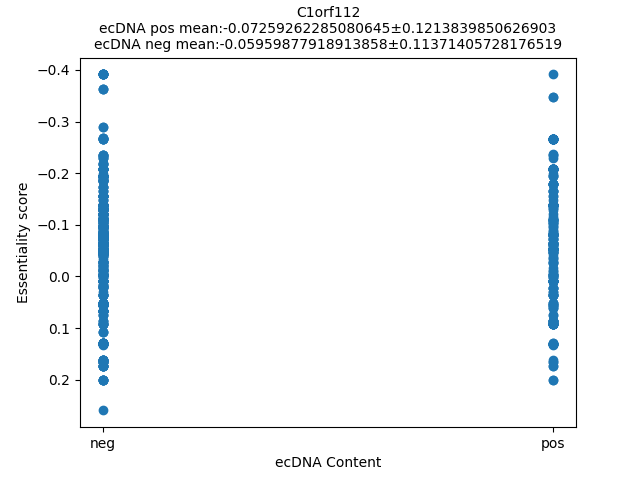 C1orf112
ecDNA pos mean:-0.07259262285080645±0.1213839850626903
ecDNA neg mean:-0.05959877918913858±0.11371405728176519
−0.4
−0.3
−0.2
−0.1
0.0
0.1
0.2
Essentiality score
neg
pos
ecDNA Content